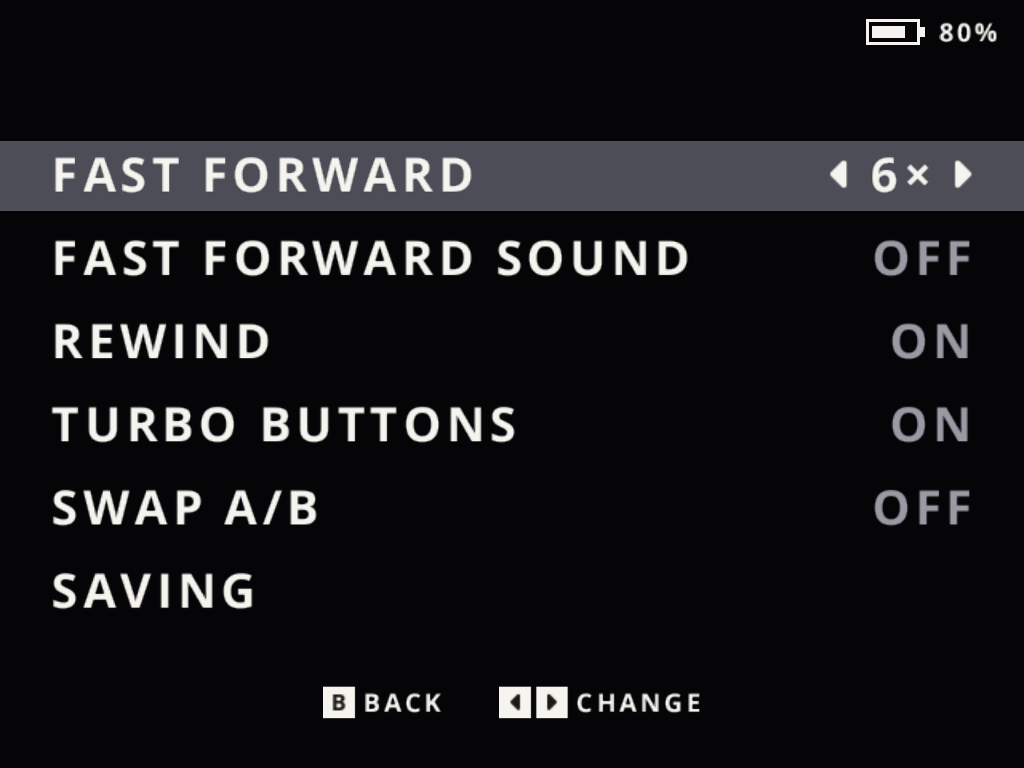 80%
FAST FORWARD 6×
FAST FORWARD SOUND OFF
REWIND ON
TURBO BUTTONS ON
SWAP A/B OFF
SAVING
B BACK CHANGE